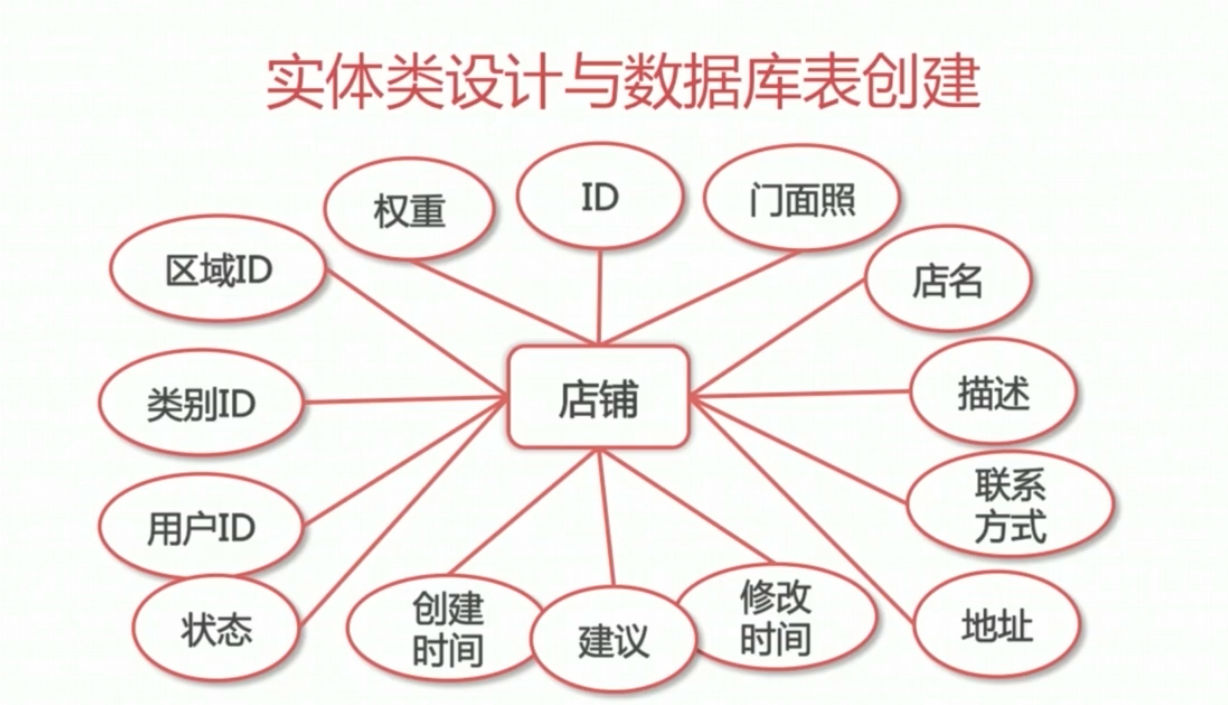 实体类设计与数据库表创建
ID
权重
门面照
区域ID
店名
类别ID
店铺
描述
联系
方式
用户ID
状态
创建
时间
建议
修改
时间
地址